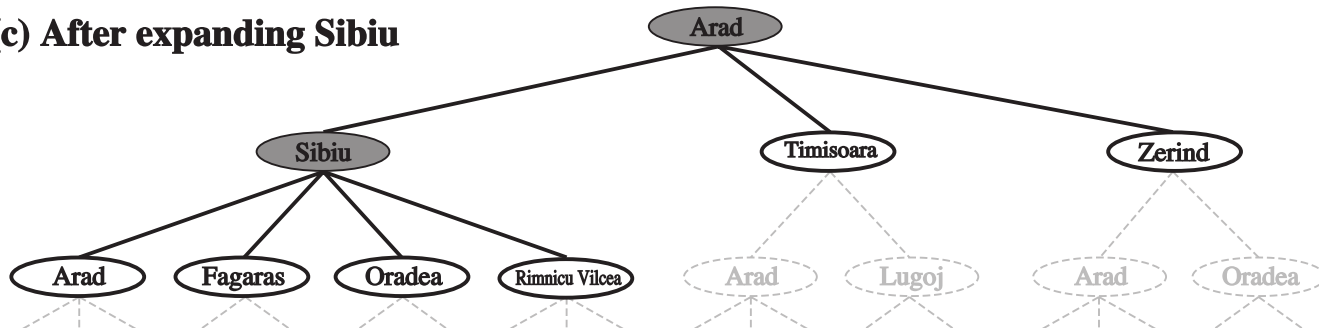 c) After expanding Sibiu
Arad
Sibiu
Timisoara
Zerind
Arad
Fagaras
Oradea
Rimnicu Vilcea
Arad
Lugoj
Arad
Oradea